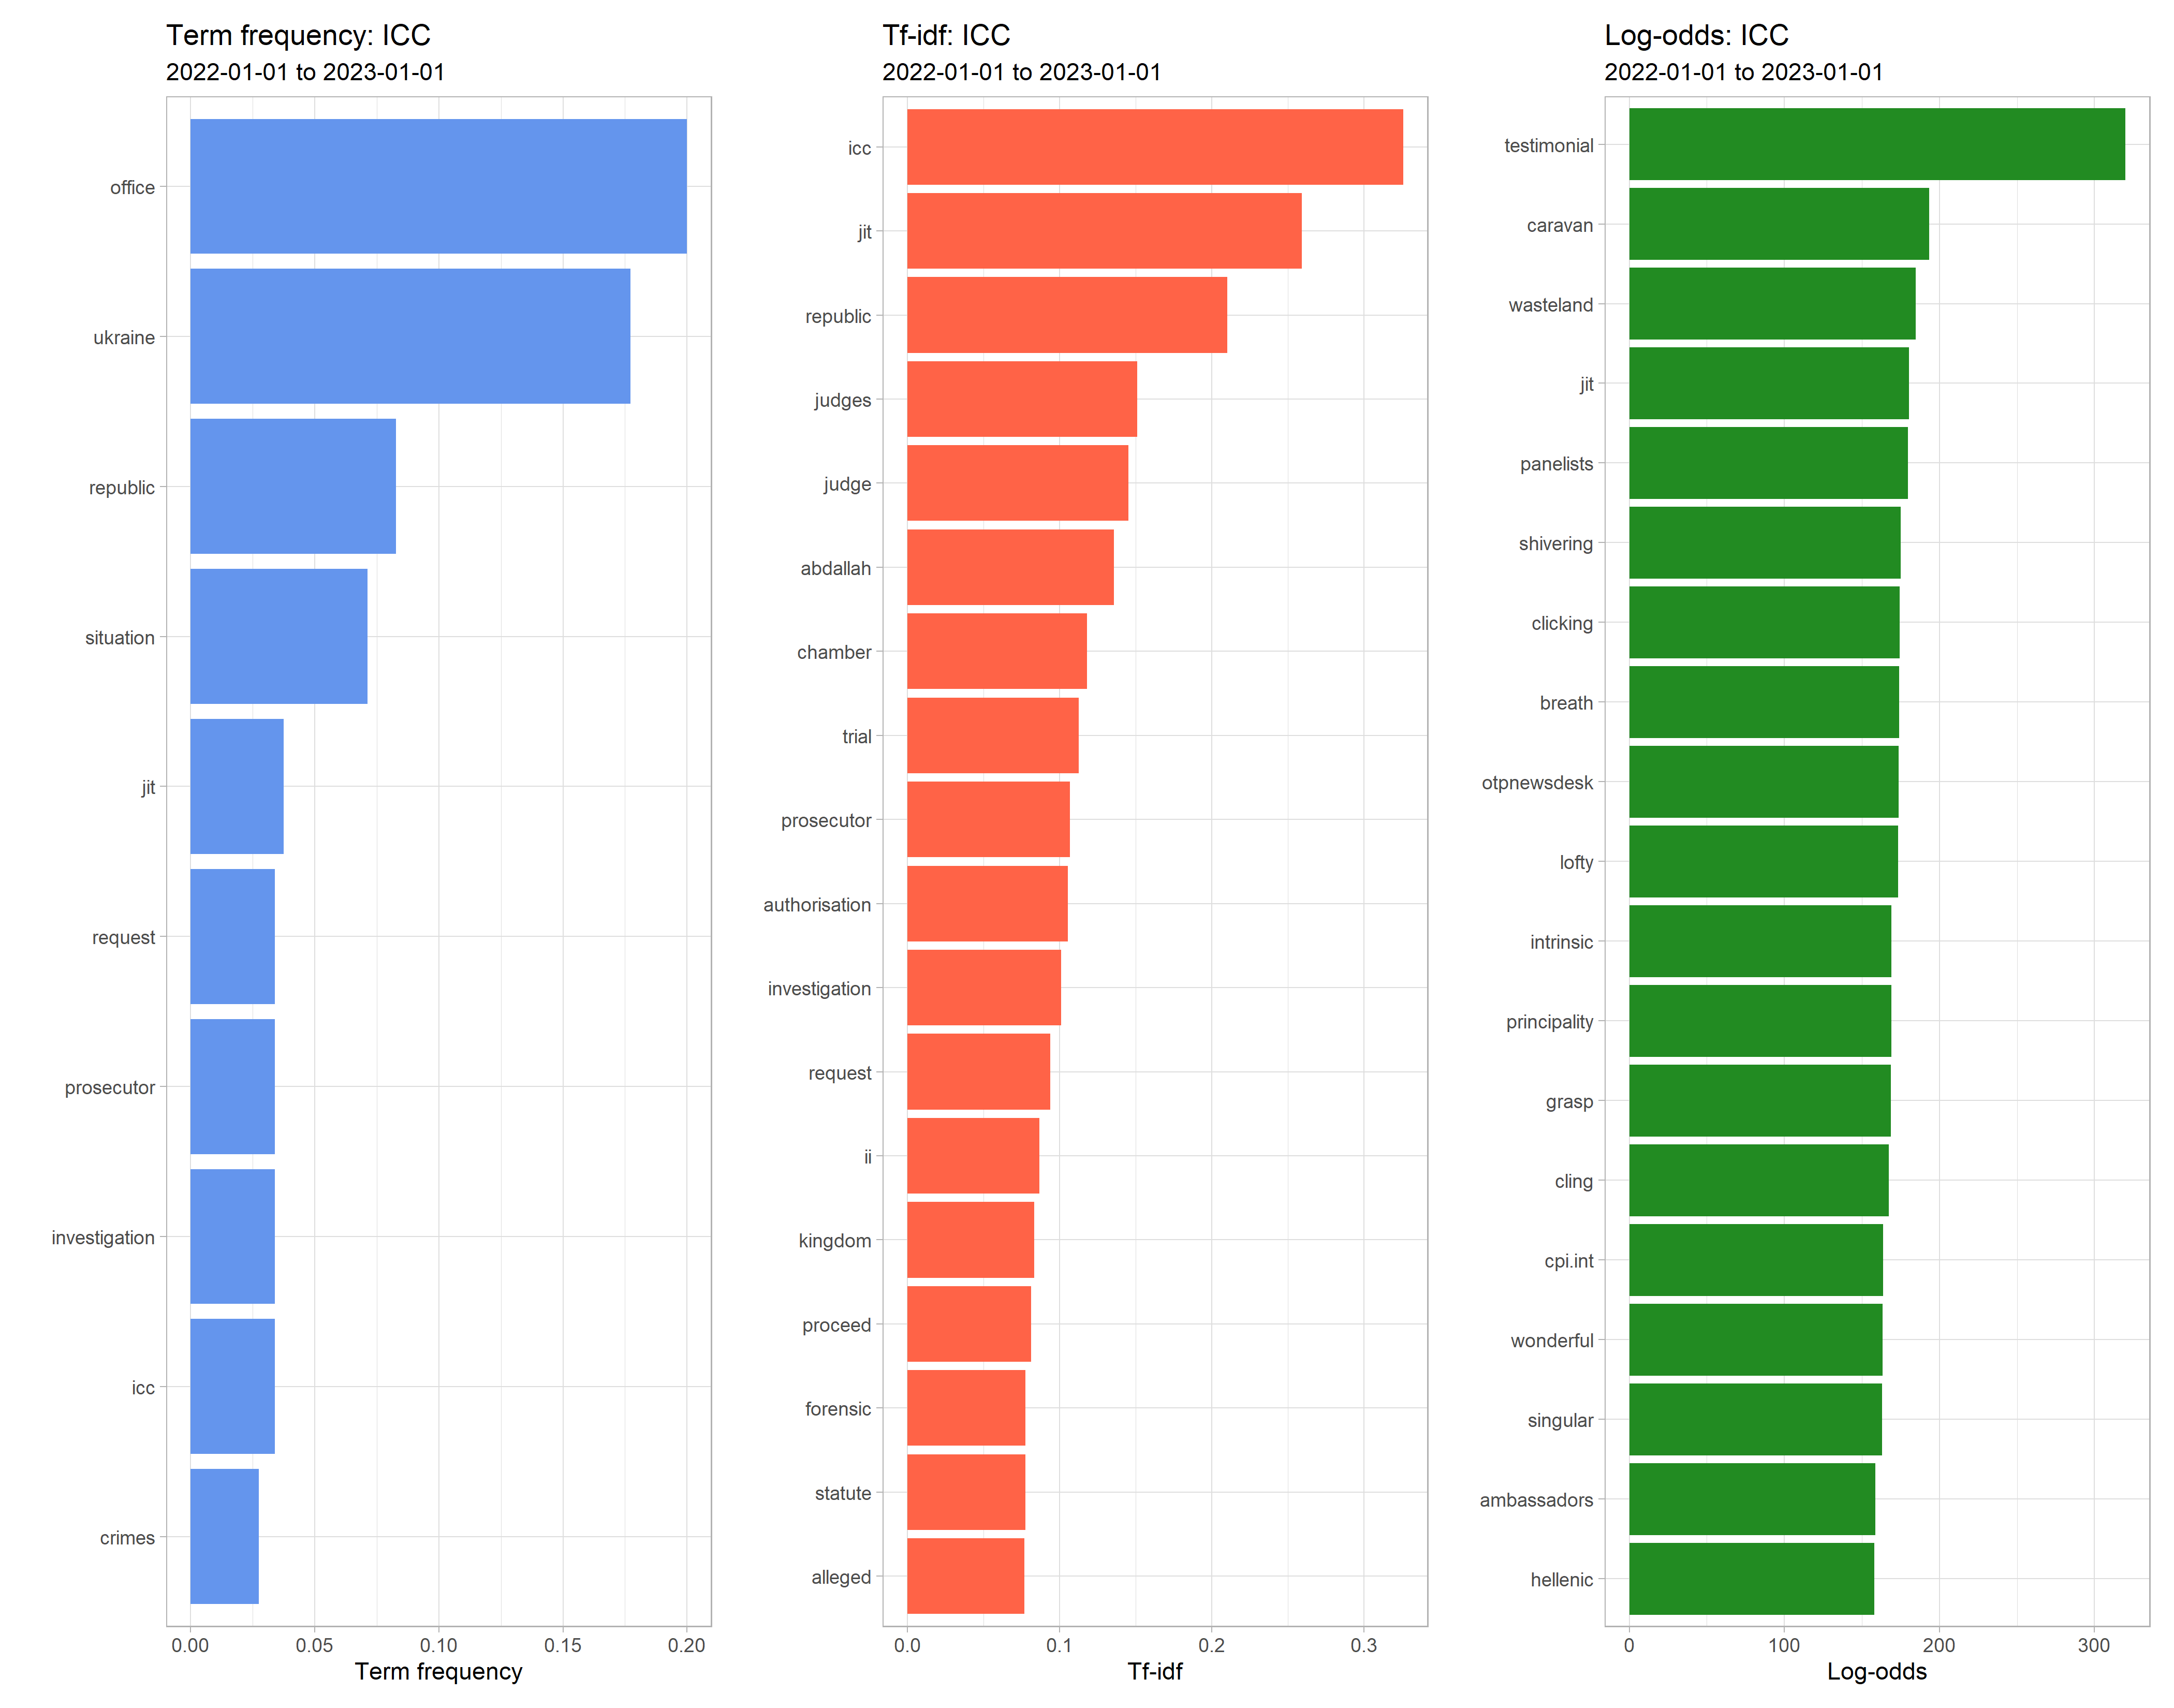 Term frequency: ICC
2022-01-01 to 2023-01-01
office
ukraine
republic
situation
jit
request
prosecutor
investigation
icc
crimes
0.00 0.05 0.10 0.15 0.20
Term frequency
Tf-idf: ICC
2022-01-01 to 2023-01-01
icc
jit
republic
judges
judge
abdallah
chamber
trial
prosecutor
authorisation
investigation
request
ii
kingdom
proceed
forensic
statute
alleged
0.0 0.1 0.2 0.3
Tf-idf
Log-odds: ICC
2022-01-01 to 2023-01-01
testimonial
caravan
wasteland
jit
panelists
shivering
clicking
breath
otpnewsdesk
lofty
intrinsic
principality
grasp
cling
cpi.int
wonderful
singular
ambassadors
hellenic
0 100 200 300
Log-odds